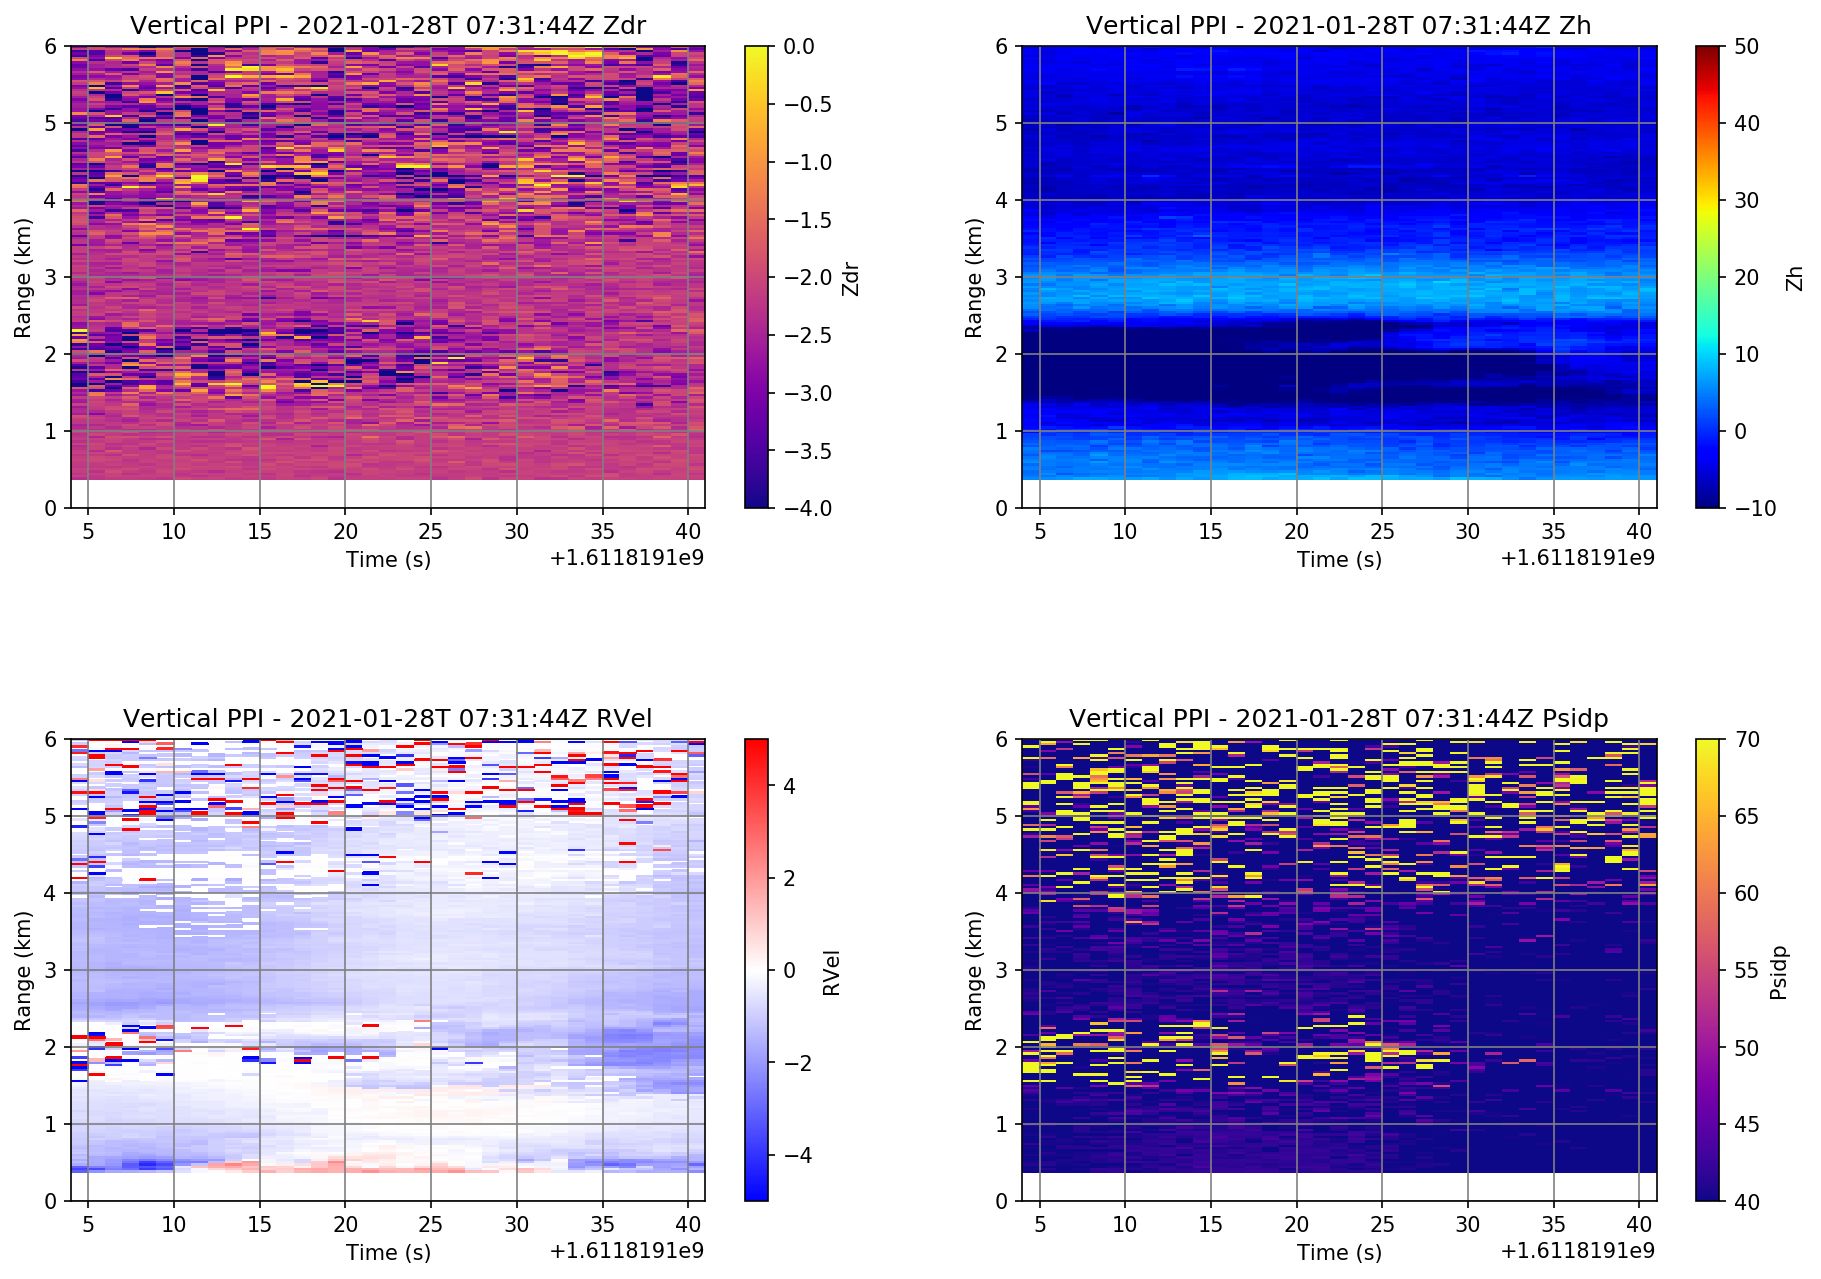 Vertical PPI - 2021-01-28T 07:31:44Z Zdr
6
5
4
3
2
1
0
Range (km)
5 10 15 20 25 30 35 40
Time (s)
+1.6118191e9
0.0
−0.5
−1.0
−1.5
−2.0
−2.5
−3.0
−3.5
−4.0
Zdr
Vertical PPI - 2021-01-28T 07:31:44Z Zh
6
5
4
3
2
1
0
Range (km)
5 10 15 20 25 30 35 40
Time (s)
+1.6118191e9
50
40
30
20
10
0
−10
Zh
Vertical PPI - 2021-01-28T 07:31:44Z RVel
6
5
4
3
2
1
0
Range (km)
5 10 15 20 25 30 35 40
Time (s)
+1.6118191e9
4
2
0
−2
−4
RVel
Vertical PPI - 2021-01-28T 07:31:44Z Psidp
6
5
4
3
2
1
0
Range (km)
5 10 15 20 25 30 35 40
Time (s)
+1.6118191e9
70
65
60
55
50
45
40
Psidp